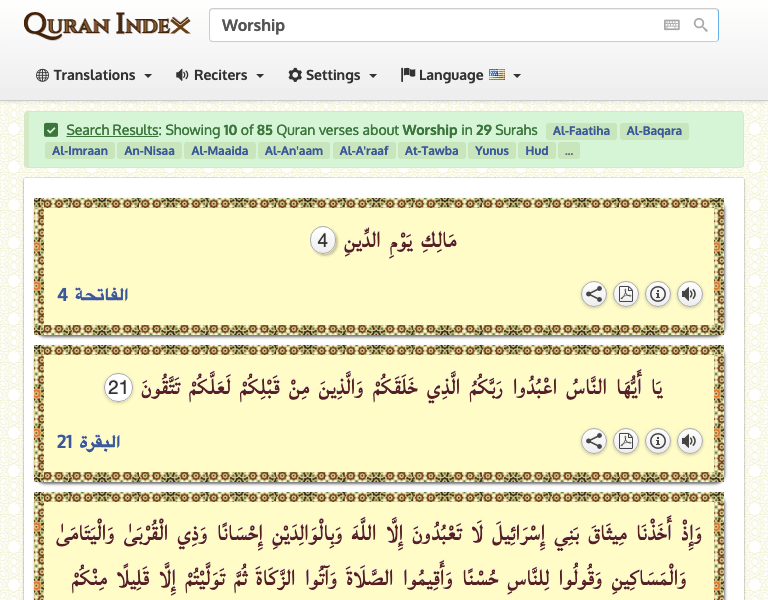 QURAN INDEX
Worship
Translations Reciters Settings Language
Search Results: Showing 10 of 85 Quran verses about Worship in 29 Surahs Al-Faatiha Al-Baqara
Al-Imraan An-Nisaa Al-Maaida Al-An'aam Al-A'raaf At-Tawba Yunus Hud ...
مَالِكِ يَوْمِ الدِّينِ 4
الفاتحة 4
يَا أَيُّهَا النَّاسُ اعْبُدُوا رَبَّكُمُ الَّذِي خَلَقَكُمْ وَالَّذِينَ مِنْ قَبْلِكُمْ لَعَلَّكُمْ تَتَّقُونَ 21
البقرة 21
وَإِذْ أَخَذْنَا مِيثَاقَ بَنِي إِسْرَائِيلَ لَا تَعْبُدُونَ إِلَّا اللَّهَ وَبِالْوَالِدَيْنِ إِحْسَانًا وَذِي الْقُرْبَىٰ وَالْيَتَامَىٰ
وَالْمَسَاكِينِ وَقُولُوا لِلنَّاسِ حُسْنًا وَأَقِيمُوا الصَّلَاةَ وَآتُوا الزَّكَاةَ ثُمَّ تَوَلَّيْتُمْ إِلَّا قَلِيلًا مِنْكُمْ